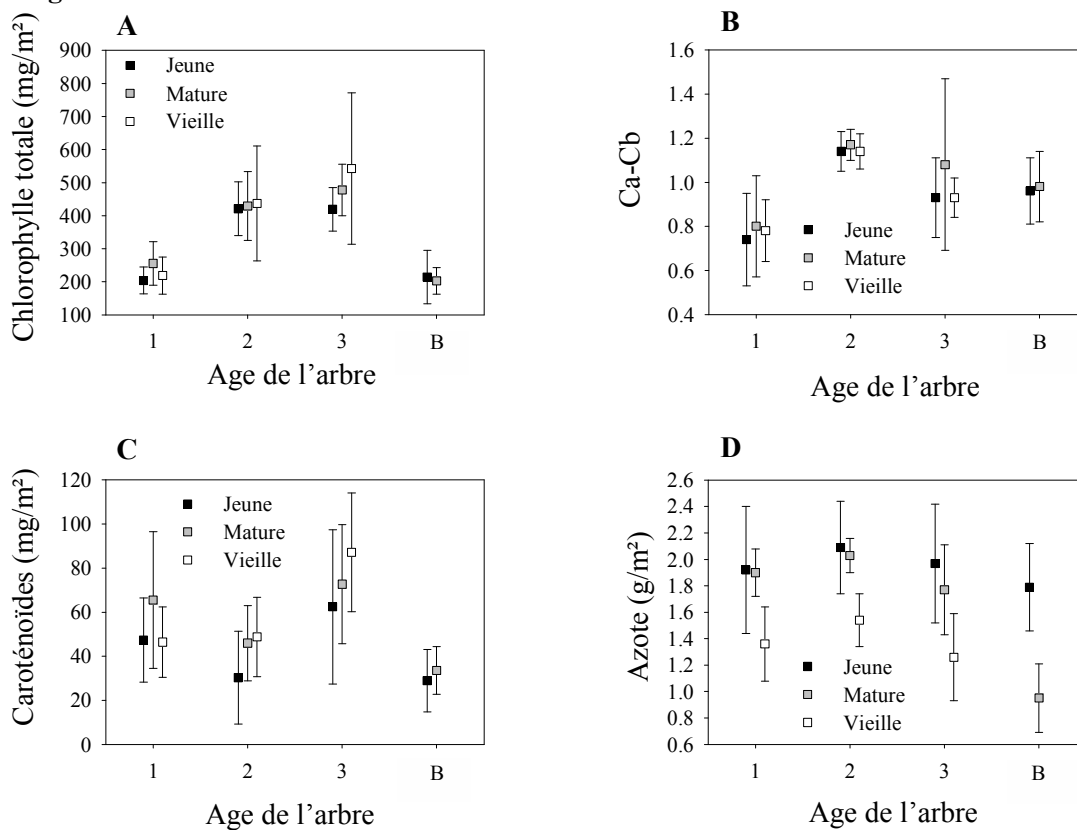 A
Chlorophylle totale (mg/m²)
900
800
700
600
500
400
300
200
100
Jeune
Mature
Vieille
1 2 3 B
Age de l’arbre
B
Ca-Cb
1.6
1.4
1.2
1.0
0.8
0.6
0.4
Jeune
Mature
Vieille
1 2 3 B
Age de l’arbre
C
Caroténoïdes (mg/m²)
120
100
80
60
40
20
0
Jeune
Mature
Vieille
1 2 3 B
Age de l’arbre
D
Azote (g/m²)
2.6
2.4
2.2
2.0
1.8
1.6
1.4
1.2
1.0
0.8
0.6
Jeune
Mature
Vieille
1 2 3 B
Age de l’arbre